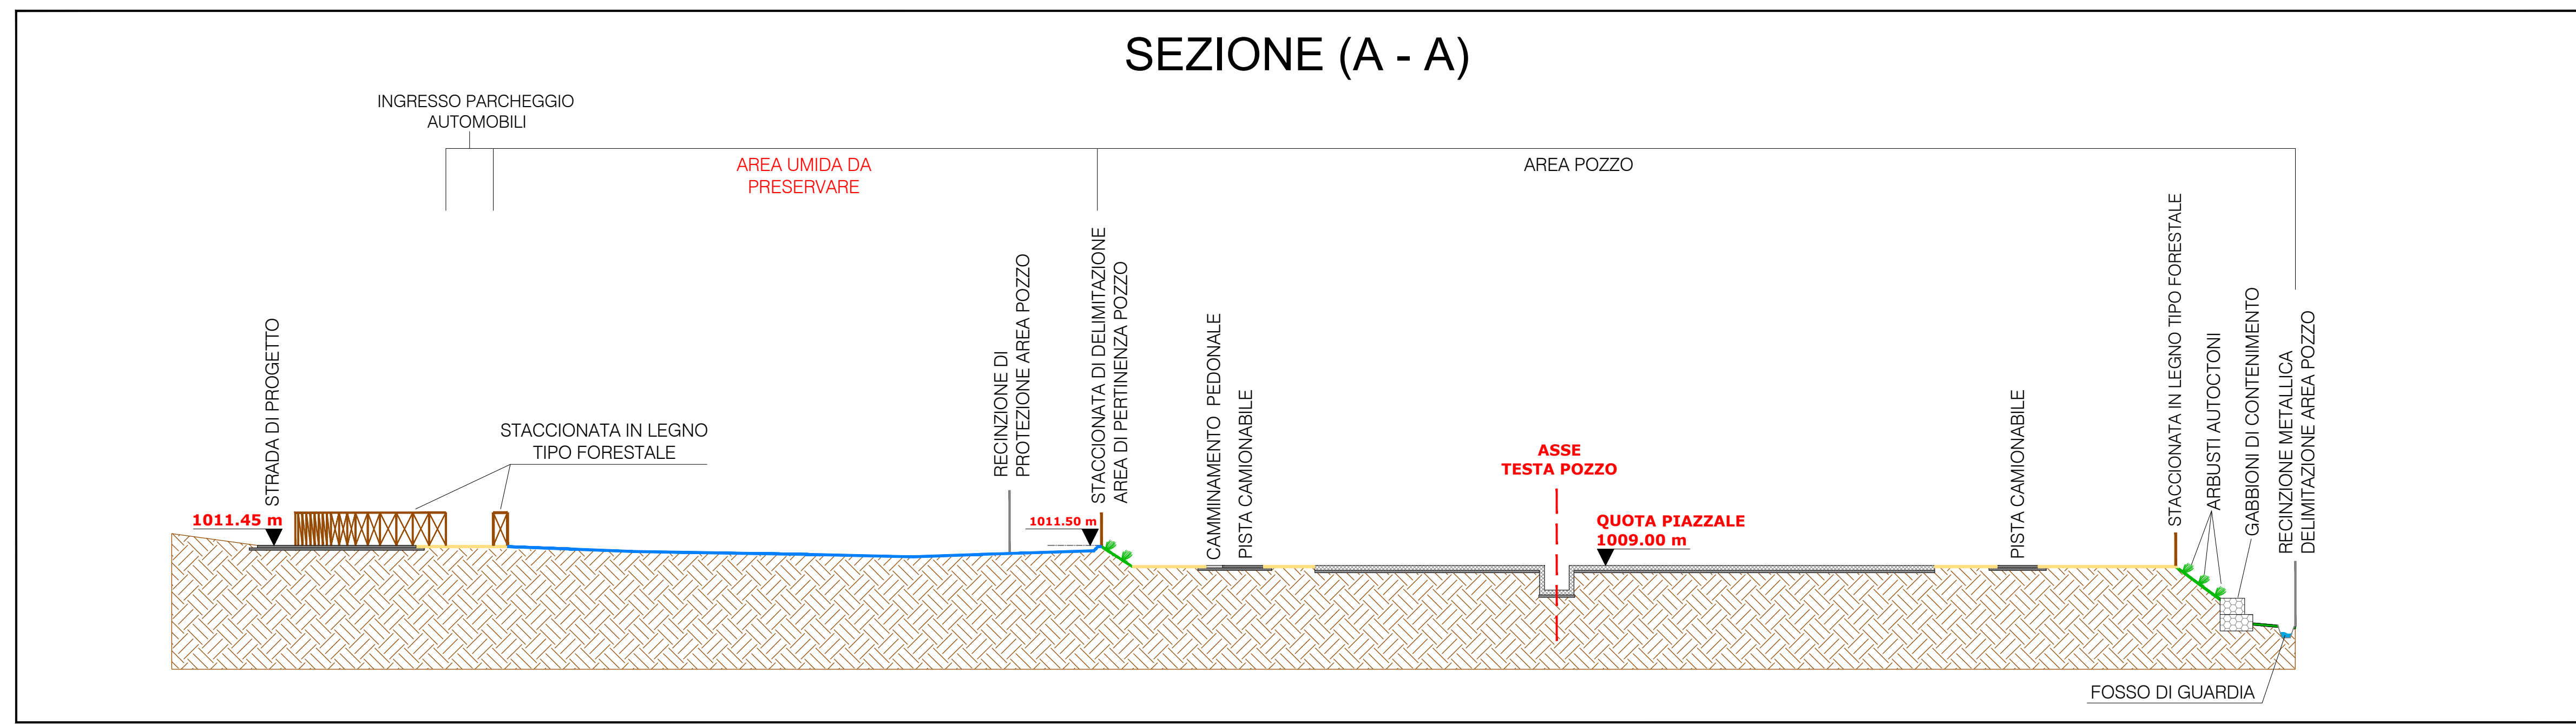 SEZIONE (A - A)
INGRESSO PARCHEGGIO
AUTOMOBILI
AREA UMIDA DA
PRESERVARE
AREA POZZO
STRADA DI PROGETTO
1011.45 m
STACCIONATA IN LEGNO
TIPO FORESTALE
RECINZIONE DI
PROTEZIONE AREA POZZO
1011.50 m
STACCIONATA DI DELIMITAZIONE
AREA DI PERTINENZA POZZO
CAMMINAMENTO PEDONALE
PISTA CAMIONABILE
ASSE
TESTA POZZO
QUOTA PIAZZALE
1009.00 m
PISTA CAMIONABILE
STACCIONATA IN LEGNO TIPO FORESTALE
ARBUSTI AUTOCTONI
GABBIONI DI CONTENIMENTO
RECINZIONE METALLICA
DELIMITAZIONE AREA POZZO
FOSSO DI GUARDIA